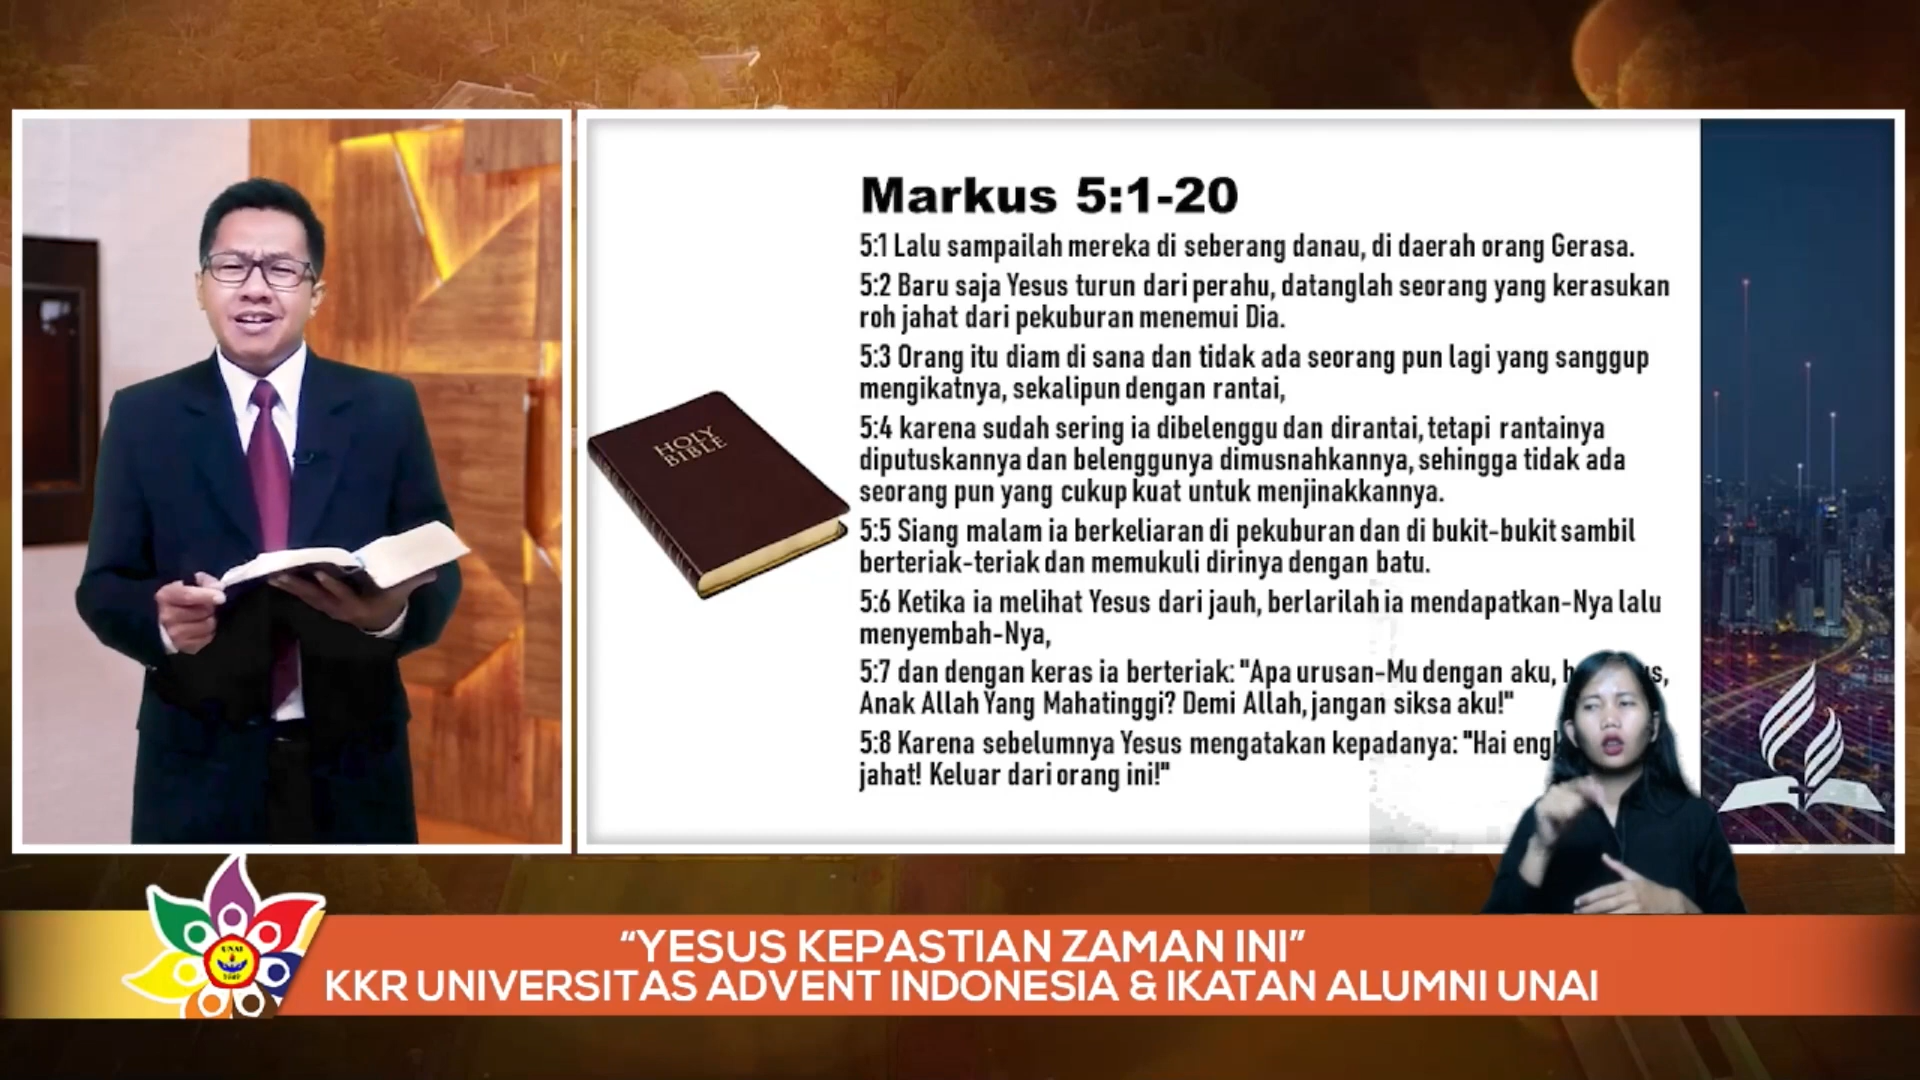 Markus 5:1-20
5:1 Lalu sampailah mereka di seberang danau, di daerah orang Gerasa.
5:2 Baru saja Yesus turun dari perahu, datanglah seorang yang kerasukan
roh jahat dari pekuburan menemui Dia.
5:3 Orang itu diam di sana dan tidak ada seorang pun lagi yang sanggup
mengikatnya, sekalipun dengan rantai,
HOLY
BIBLE
5:4 karena sudah sering ia dibelenggu dan dirantai, tetapi rantainya
diputuskannya dan belenggunya dimusnahkannya, sehingga tidak ada
seorang pun yang cukup kuat untuk menjinakkannya.
5:5 Siang malam ia berkeliaran di pekuburan dan di bukit-bukit sambil
berteriak-teriak dan memukuli dirinya dengan batu.
5:6 Ketika ia melihat Yesus dari jauh, berlarilah ia mendapatkan-Nya lalu
menyembah-Nya,
5:7 dan dengan keras ia berteriak: "Apa urusan-Mu dengan aku,
Anak Allah Yang Mahatinggi? Demi Allah, jangan siksa aku!"
5:8 Karena sebelumnya Yesus mengatakan kepadanya: "Hai
jahat! Keluar dari orang ini!"
UNAI
"YESUS KEPASTIAN ZAMAN INI"
KKR UNIVERSITAS ADVENT INDONESIA & IKATAN ALUMNI UNAI